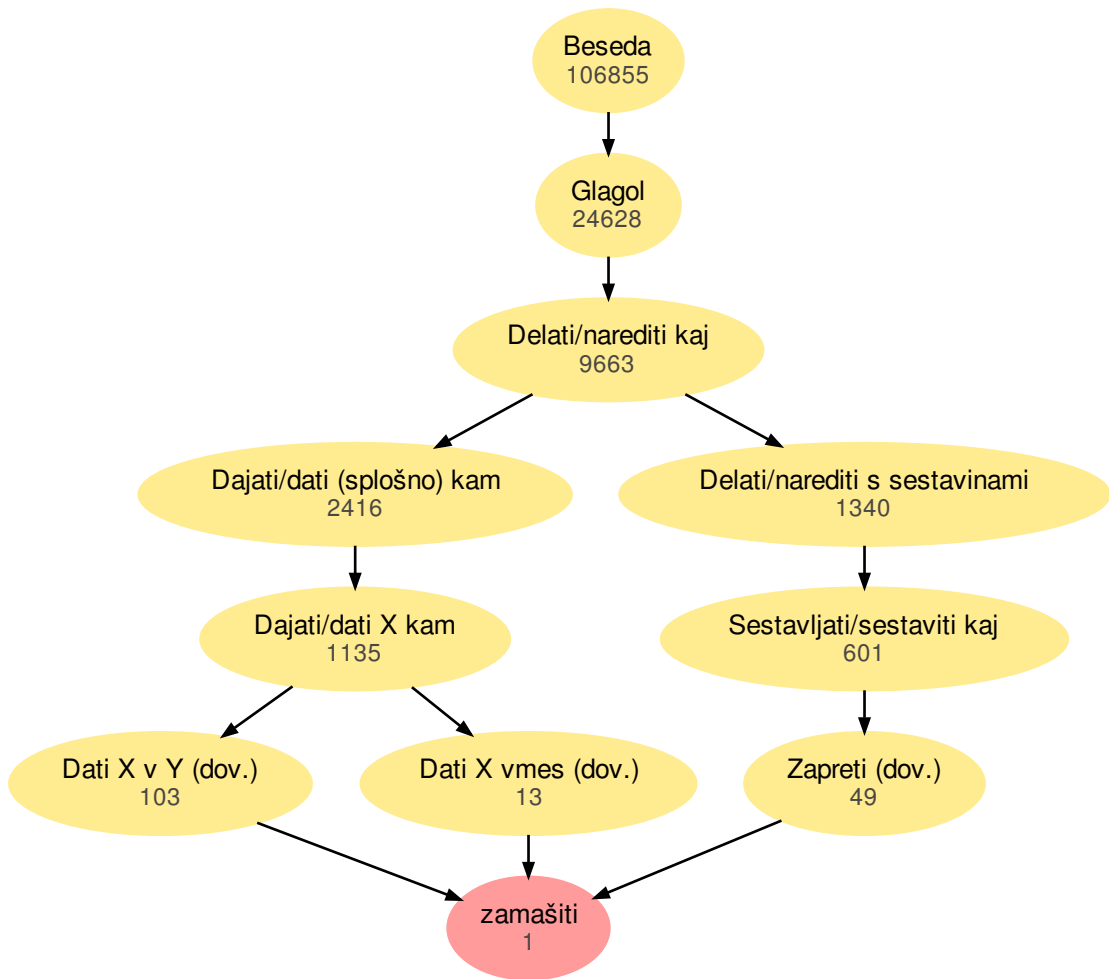 Beseda
106855
Glagol
24628
Delati/narediti kaj
9663
Dajati/dati (splošno) kam
2416
Delati/narediti s sestavinami
1340
Dajati/dati X kam
1135
Sestavljati/sestaviti kaj
601
Dati X v Y (dov.)
103
Dati X vmes (dov.)
13
Zapreti (dov.)
49
zamašiti
1